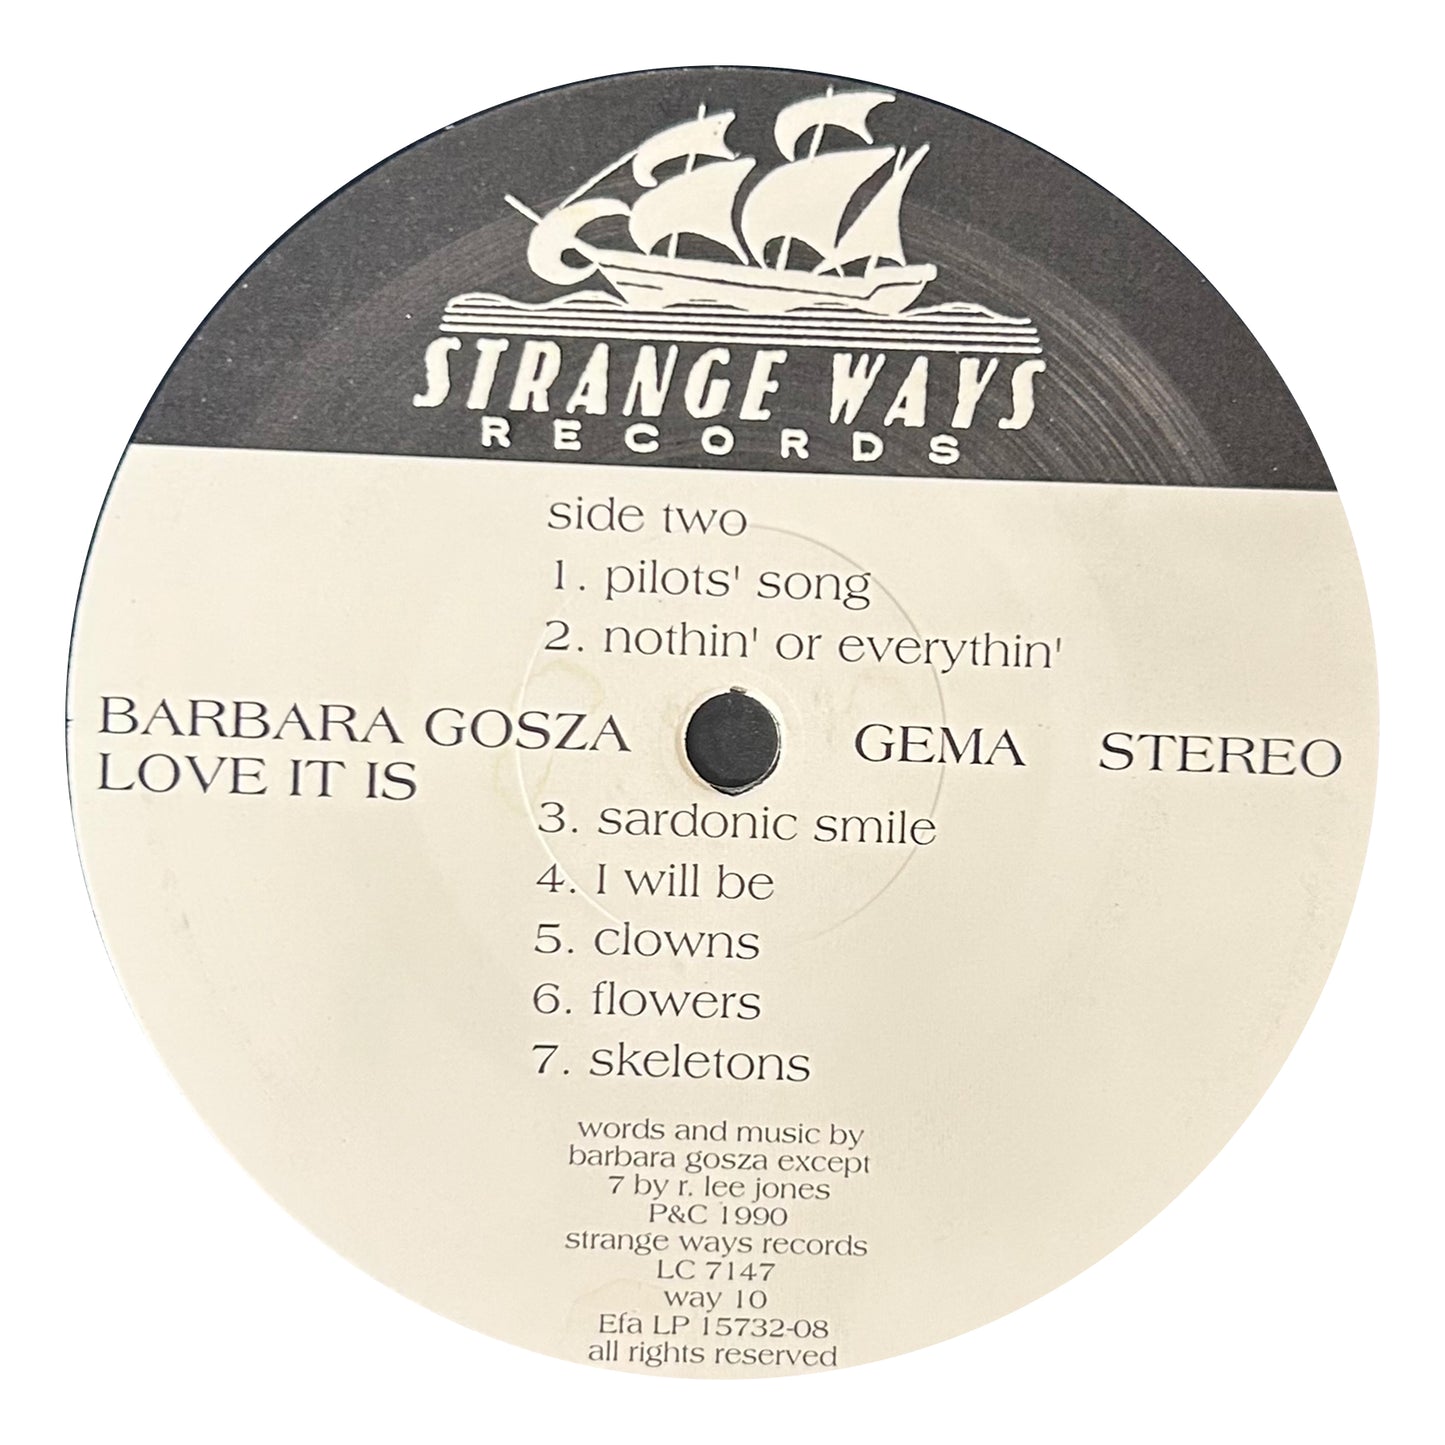 STRANGE WAYS
RECORDS
side two
1. pilots' song
2. nothin' or everythin'
BARBARA GOSZA
LOVE IT IS
GEMA STEREO
3. sardonic smile
4. I will be
5. clowns
6. flowers
7. skeletons
words and music by
barbara gosza except
7 by r. lee jones
P&C 1990
strange ways records
LC 7147
way 10
Efa LP 15732-08
all rights reserved